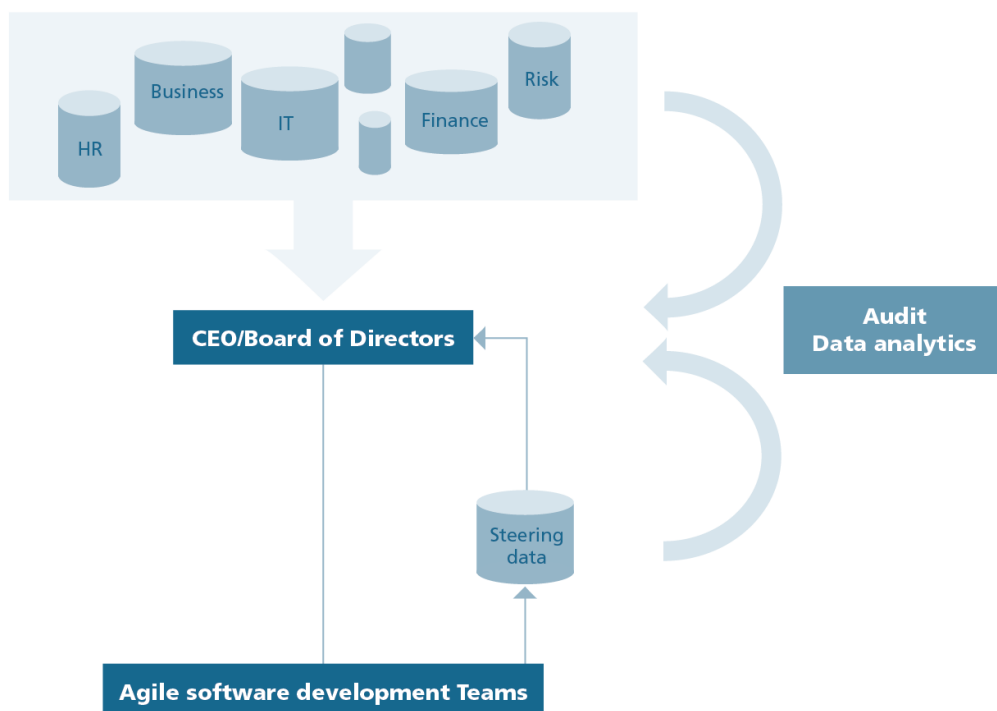 HR
Business
IT
Finance
Risk
CEO/Board of Directors
Audit
Data analytics
Steering
data
Agile software development Teams